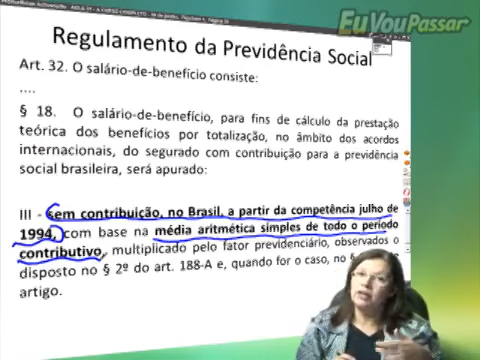 EuVouPassar
Regulamento da Previdência Social
Art. 32. O salário-de-benefício consiste:
....
§ 18. O salário-de-benefício, para fins de cálculo da prestação
teórica dos benefícios por totalização, no âmbito dos acordos
internacionais, do segurado com contribuição para a previdência
social brasileira, será apurado:
III - sem contribuição, no Brasil, a partir da competência julho de
1994, com base na média aritmética simples de todo o período
contributivo, multiplicado pelo fator previdenciário, observados o
disposto no § 2º do art. 188-A e, quando for o caso, no §
artigo.